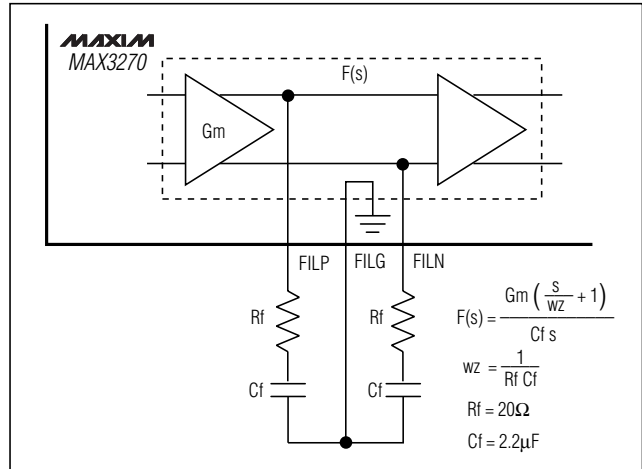 MAXIM
MAX3270
F(s)
Gm
FILP
FILG
FILN
Rf
Rf
Cf
Cf
F(s) = Gm ( s / wz + 1 ) / Cf s
wz = 1 / Rf Cf
Rf = 20Ω
Cf = 2.2µF